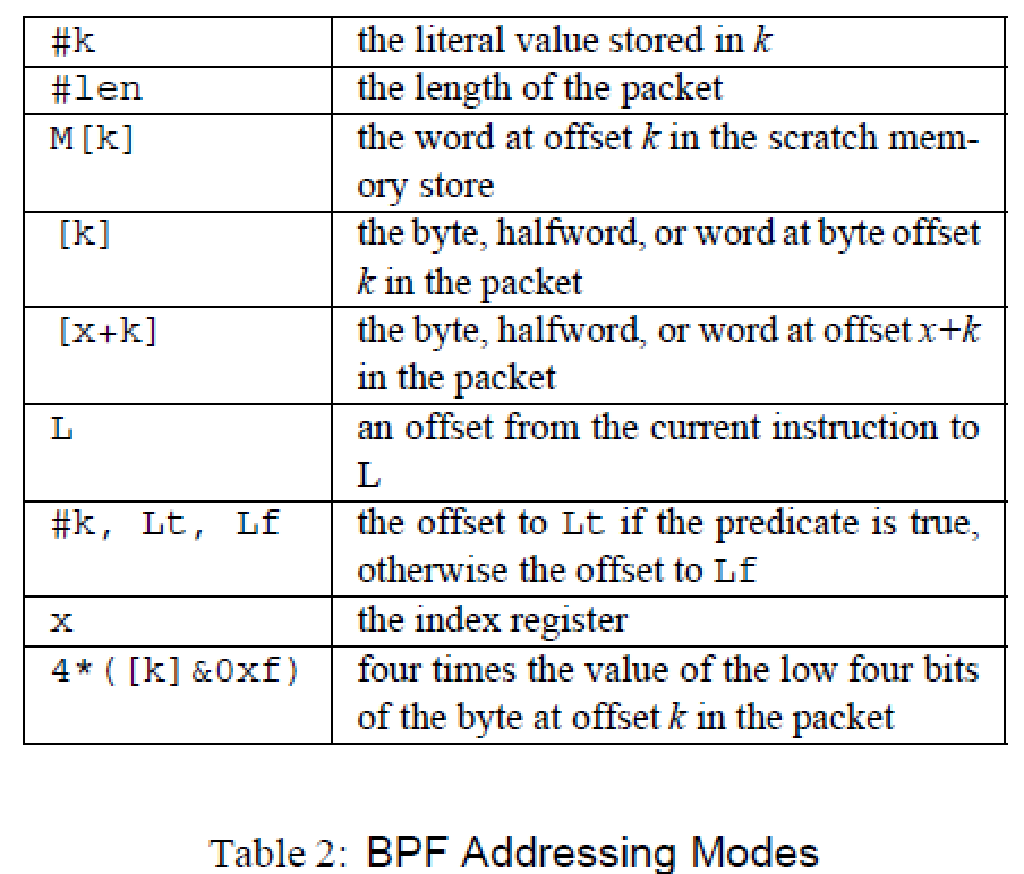 #k the literal value stored in k
#len the length of the packet
M[k] the word at offset k in the scratch mem-
ory store
[k] the byte, halfword, or word at byte offset
k in the packet
[x+k] the byte, halfword, or word at offset x+k
in the packet
L an offset from the current instruction to
L
#k, Lt, Lf the offset to Lt if the predicate is true,
otherwise the offset to Lf
x the index register
4*([k]&0xf) four times the value of the low four bits
of the byte at offset k in the packet
Table 2: BPF Addressing Modes